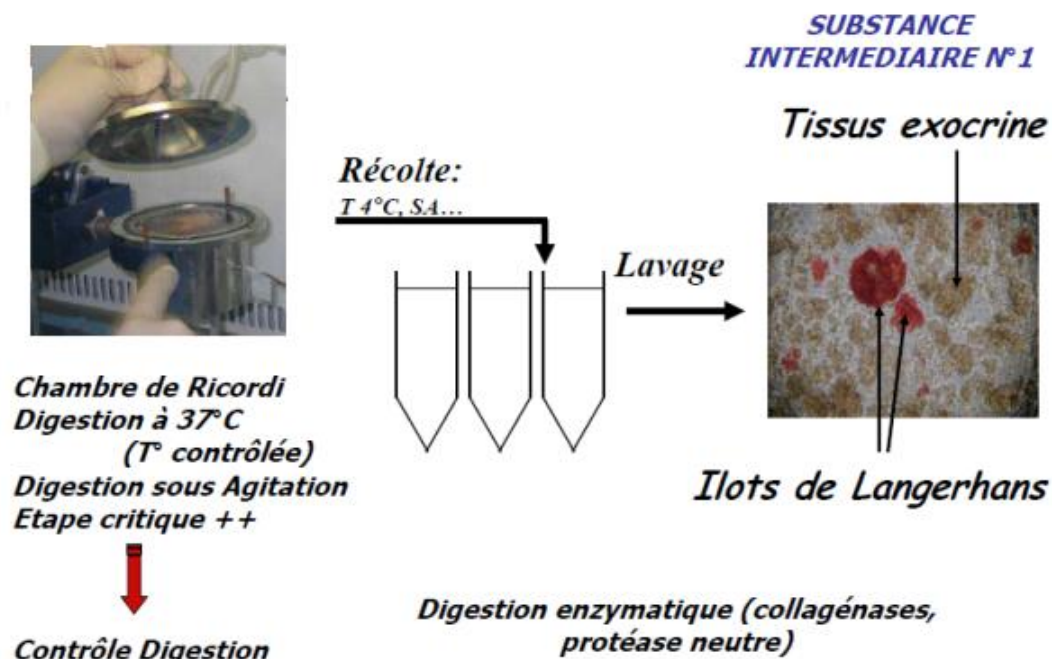 SUBSTANCE
INTERMEDIAIRE N°1
Tissus exocrine
Récolte:
T 4°C, SA...
Lavage
Chambre de Ricordi
Digestion à 37°C
(T° contrôlée)
Digestion sous Agitation
Etape critique ++
Ilots de Langerhans
Contrôle Digestion
Digestion enzymatique (collagénases,
protéase neutre)